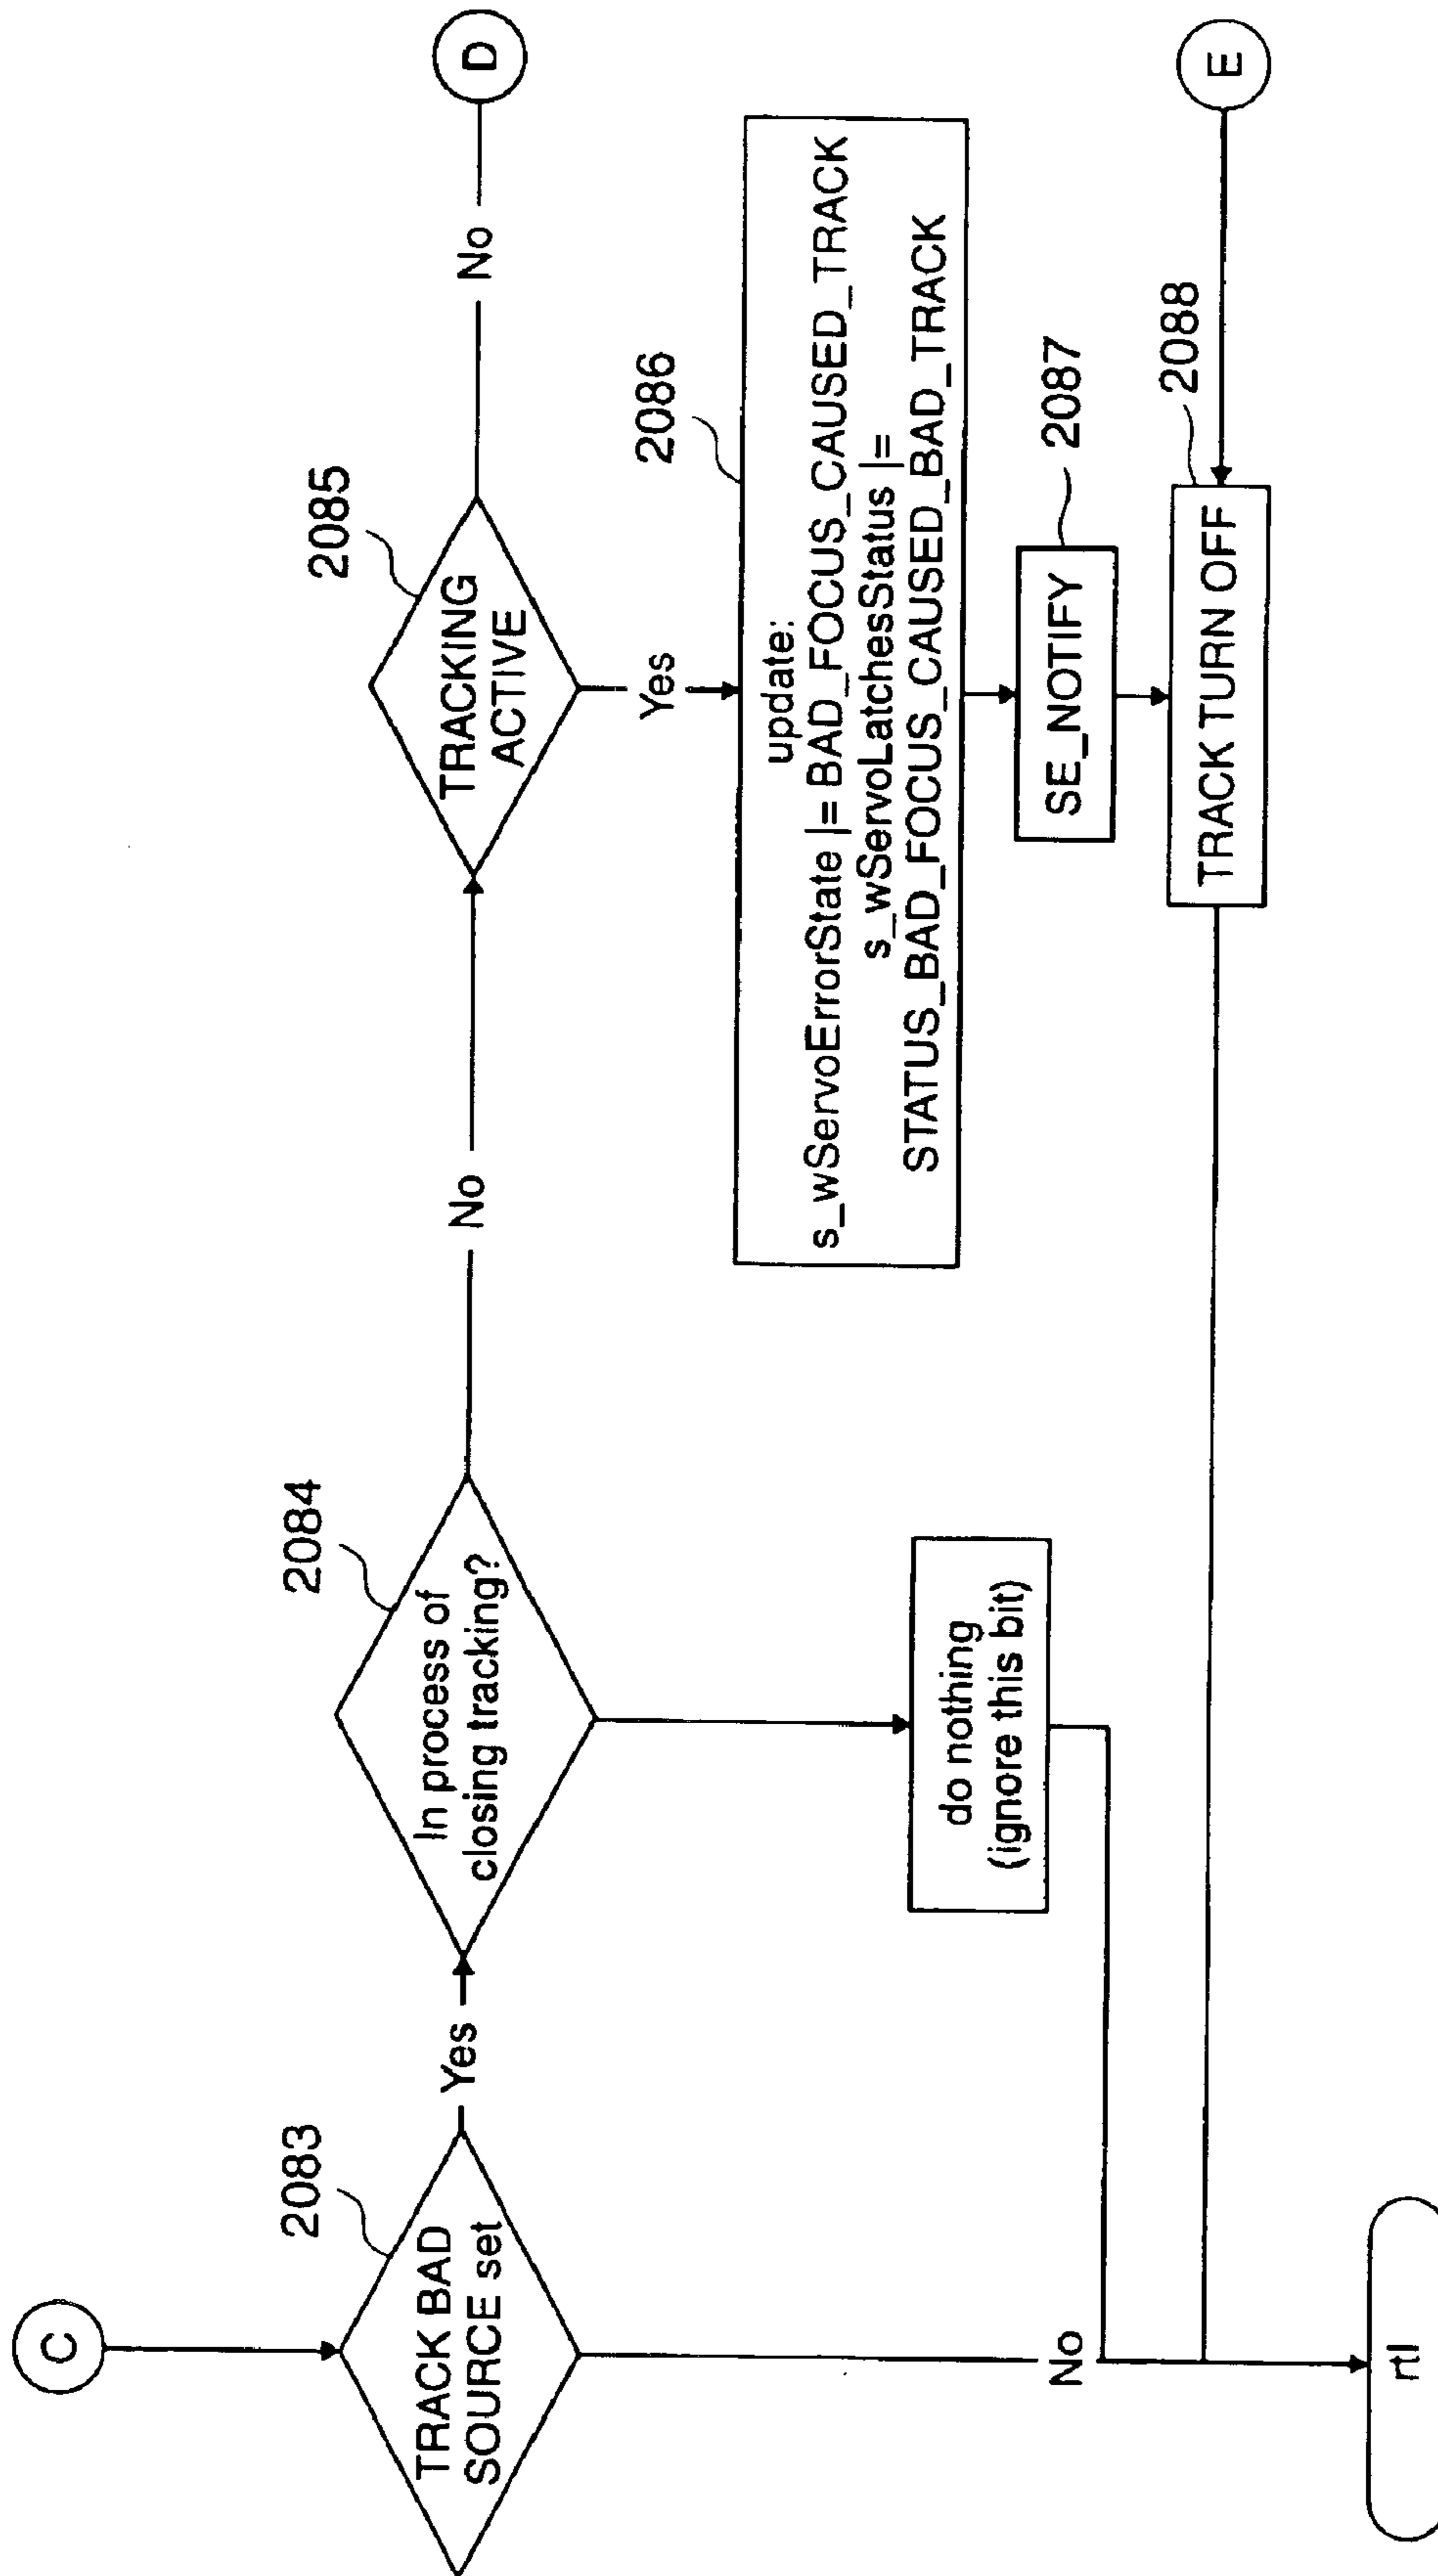 C
2083
TRACK BAD
SOURCE set
Yes
No
2084
In process of
closing tracking?
No
do nothing
(ignore this bit)
2085
TRACKING
ACTIVE
No
D
Yes
2086
update:
s_wServoErrorState |= BAD_FOCUS_CAUSED_TRACK
s_wServoLatchesStatus |=
STATUS_BAD_FOCUS_CAUSED_BAD_TRACK
2087
SE_NOTIFY
2088
TRACK TURN OFF
E
rtl